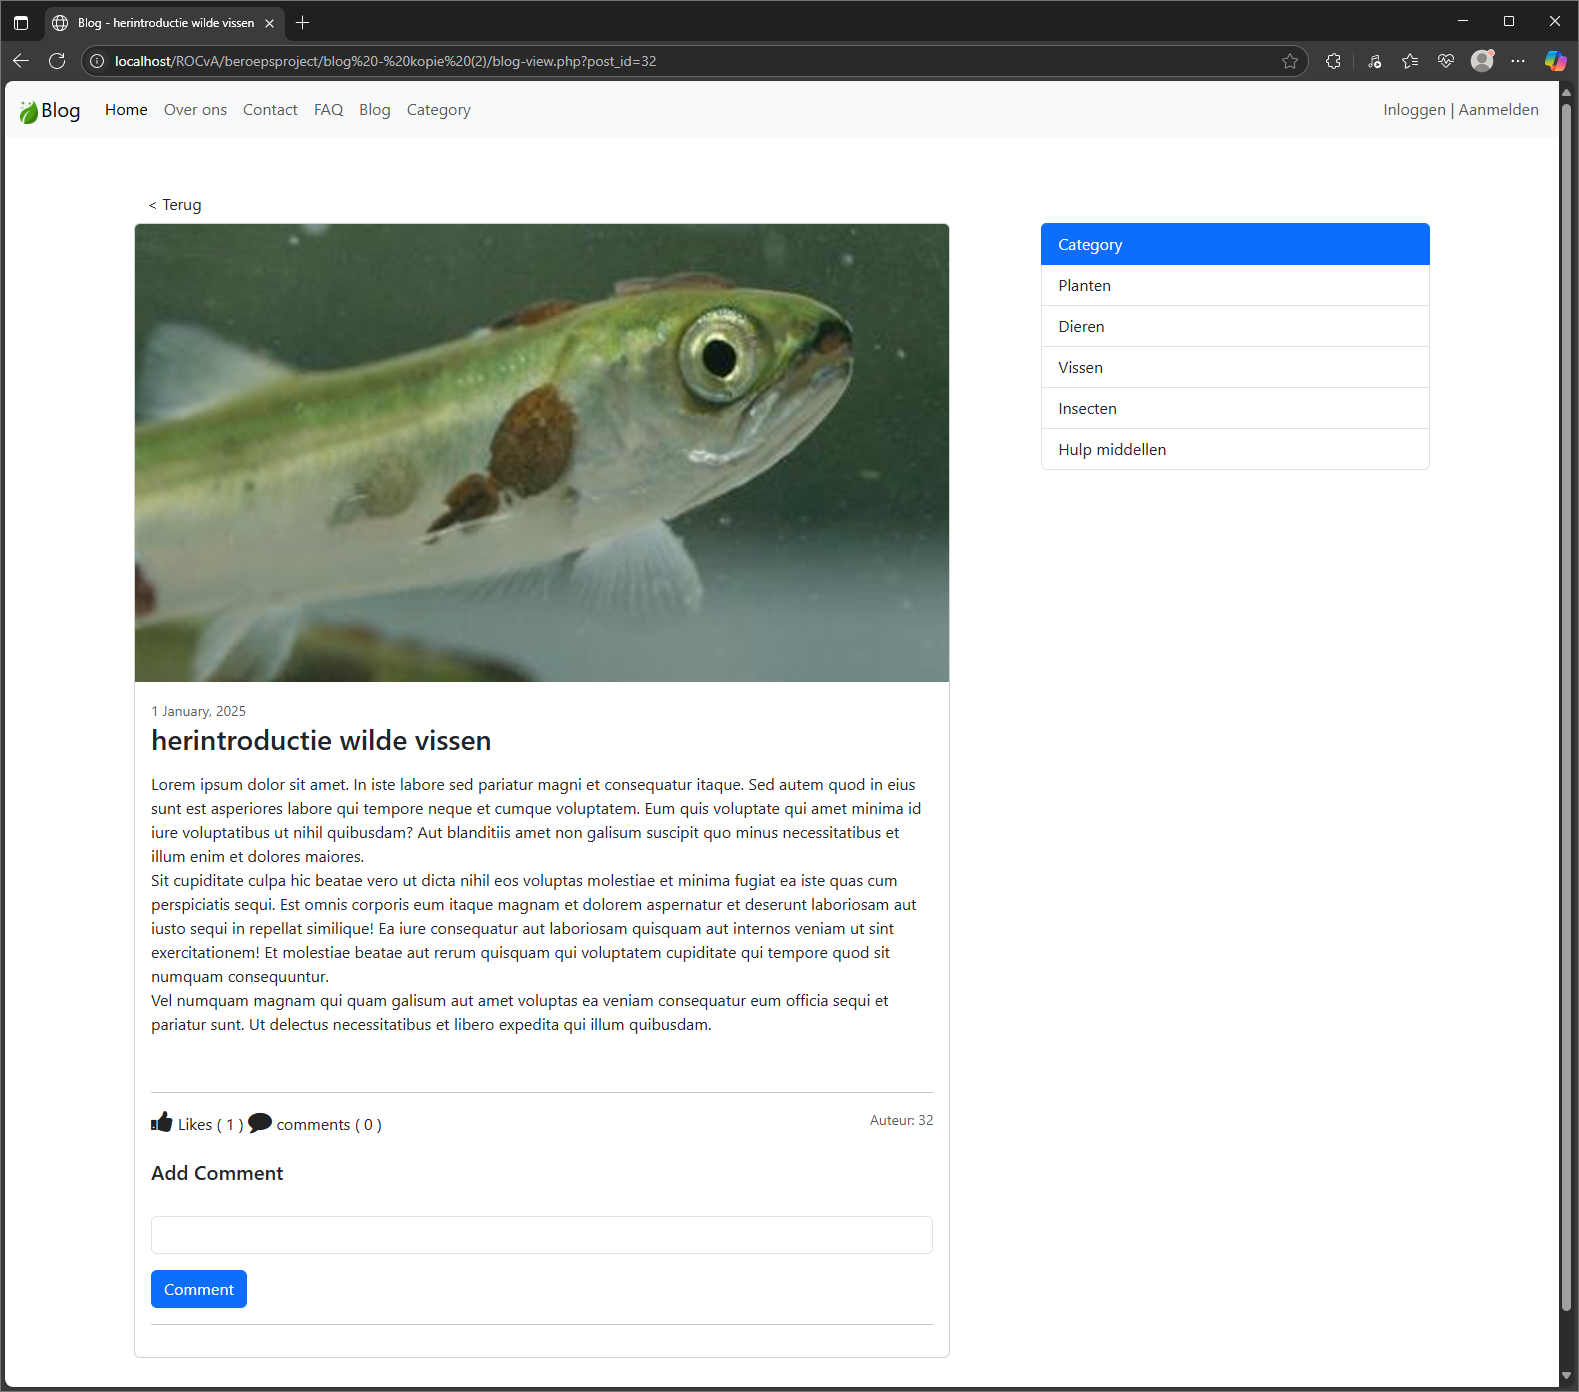 Blog - herintroductie wilde vissen
localhost/ROCvA/beroepsproject/blog%20-%20kopie%20(2)/blog-view.php?post_id=32
Blog Home Over ons Contact FAQ Blog Category Inloggen | Aanmelden
< Terug
Category
Planten
Dieren
Vissen
Insecten
Hulp middellen
1 January, 2025
herintroductie wilde vissen
Lorem ipsum dolor sit amet. In iste labore sed pariatur magni et consequatur itaque. Sed autem quod in eius
sunt est asperiores labore qui tempore neque et cumque voluptatem. Eum quis voluptate qui amet minima id
iure voluptatibus ut nihil quibusdam? Aut blanditiis amet non galisum suscipit quo minus necessitatibus et
illum enim et dolores maiores.
Sit cupiditate culpa hic beatae vero ut dicta nihil eos voluptas molestiae et minima fugiat ea iste quas cum
perspiciatis sequi. Est omnis corporis eum itaque magnam et dolorem aspernatur et deserunt laboriosam aut
iusto sequi in repellat similique! Ea iure consequatur aut laboriosam quisquam aut internos veniam ut sint
exercitationem! Et molestiae beatae aut rerum quisquam qui voluptatem cupiditate qui tempore quod sit
numquam consequuntur.
Vel numquam magnam qui quam galisum aut amet voluptas ea veniam consequatur eum officia sequi et
pariatur sunt. Ut delectus necessitatibus et libero expedita qui illum quibusdam.
Likes ( 1 ) comments ( 0 ) Auteur: 32
Add Comment
Comment